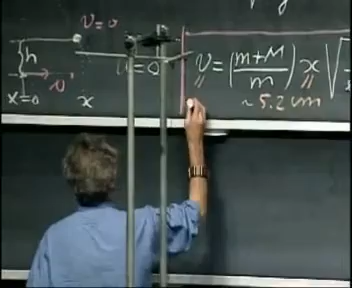 v=0
h
v
x=0 x
u=0
v = (m+M/m) x √
~5.2 cm